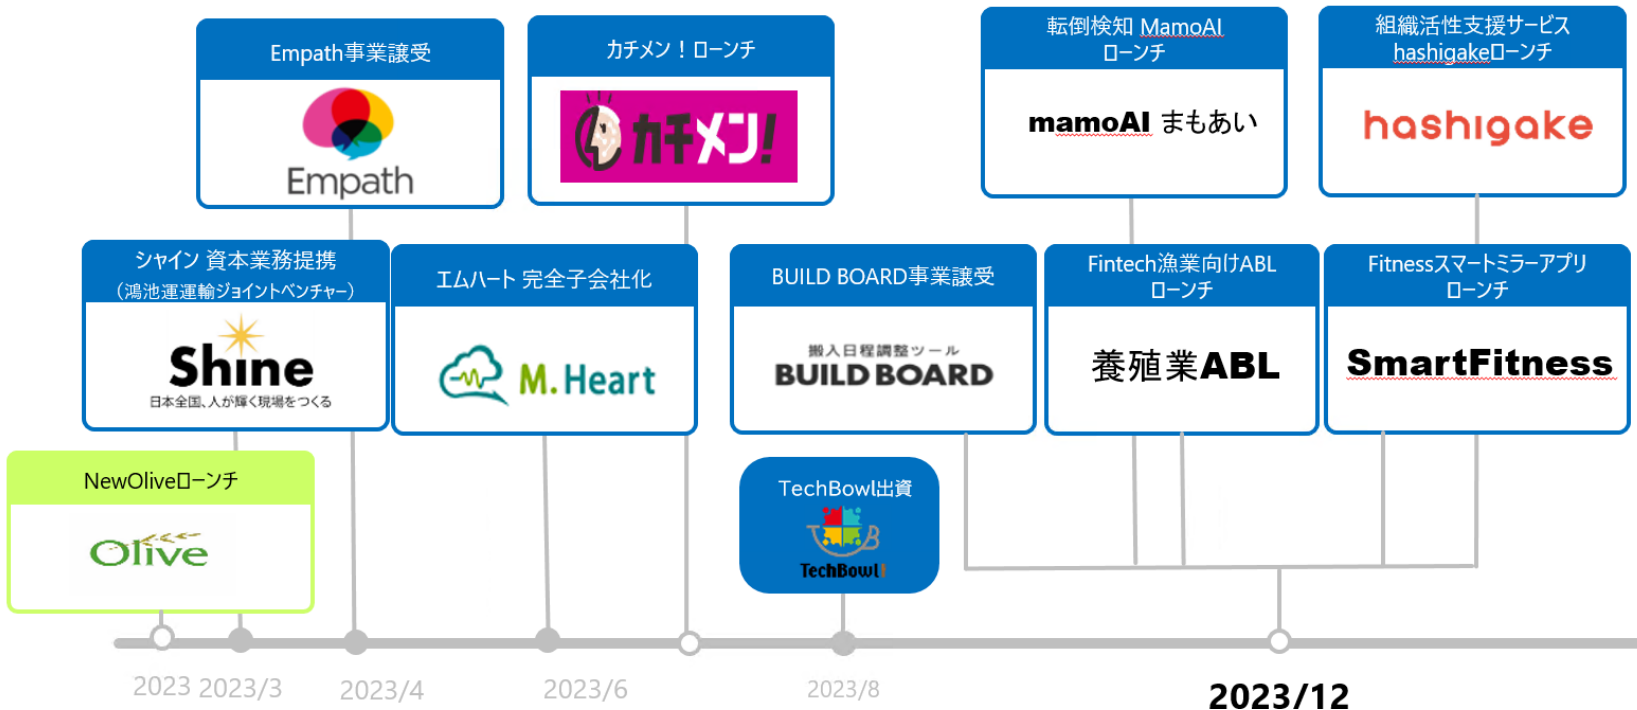 Empath事業譲受
Empath
カチメン！ローンチ
カチメン!
転倒検知 MamoAI
ローンチ
mamoAI まもあい
組織活性支援サービス
hashigakeローンチ
hashigake
シャイン 資本業務提携
（鴻池運運輸ジョイントベンチャー）
Shine
日本全国、人が輝く現場をつくる
エムハート 完全子会社化
M.Heart
BUILD BOARD事業譲受
搬入日程調整ツール
BUILD BOARD
Fintech漁業向けABL
ローンチ
養殖業ABL
Fitnessスマートミラーアプリ
ローンチ
SmartFitness
NewOliveローンチ
Olive
TechBowl出資
T B
TechBowl!
2023
2023/3
2023/4
2023/6
2023/8
2023/12